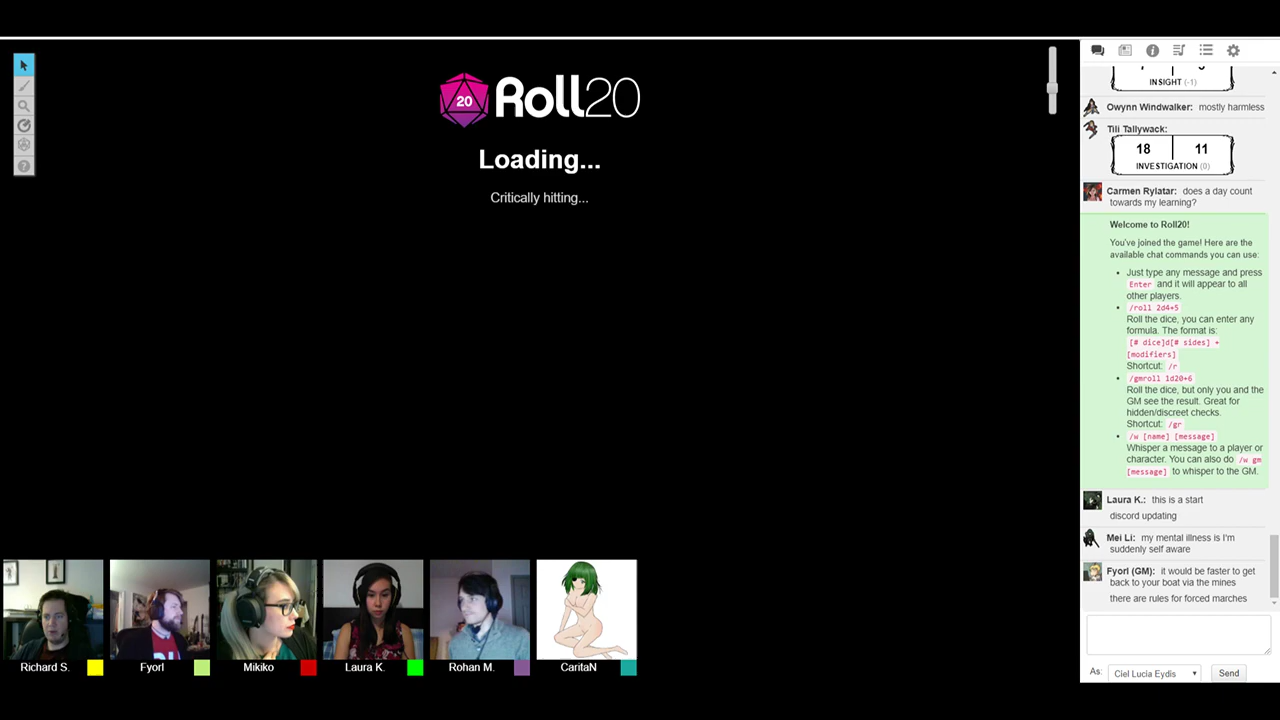 20
Roll20
Loading...
Critically hitting...
Richard S.
Fyorl
Mikiko
Laura K.
Rohan M.
CaritaN
INSIGHT (-1)
Owynn Windwalker: mostly harmless
Tili Tallywack:
18 11
INVESTIGATION (0)
Carmen Rylatar: does a day count
towards my learning?
Welcome to Roll20!
You've joined the game! Here are the
available chat commands you can use:
• Just type any message and press
Enter and it will appear to all
other players.
• /roll 2d4+5
Roll the dice, you can enter any
formula. The format is:
[# dice]d[# sides] +
[modifiers]
Shortcut: /r
• /gmroll 1d20+6
Roll the dice, but only you and the
GM see the result. Great for
hidden/discreet checks.
Shortcut: /gr
• /w [name] [message]
Whisper a message to a player or
character. You can also do /w gm
[message] to whisper to the GM.
Laura K.: this is a start
discord updating
Mei Li: my mental illness is I'm
suddenly self aware
Fyorl (GM): it would be faster to get
back to your boat via the mines
there are rules for forced marches
As: Ciel Lucia Eydis Send